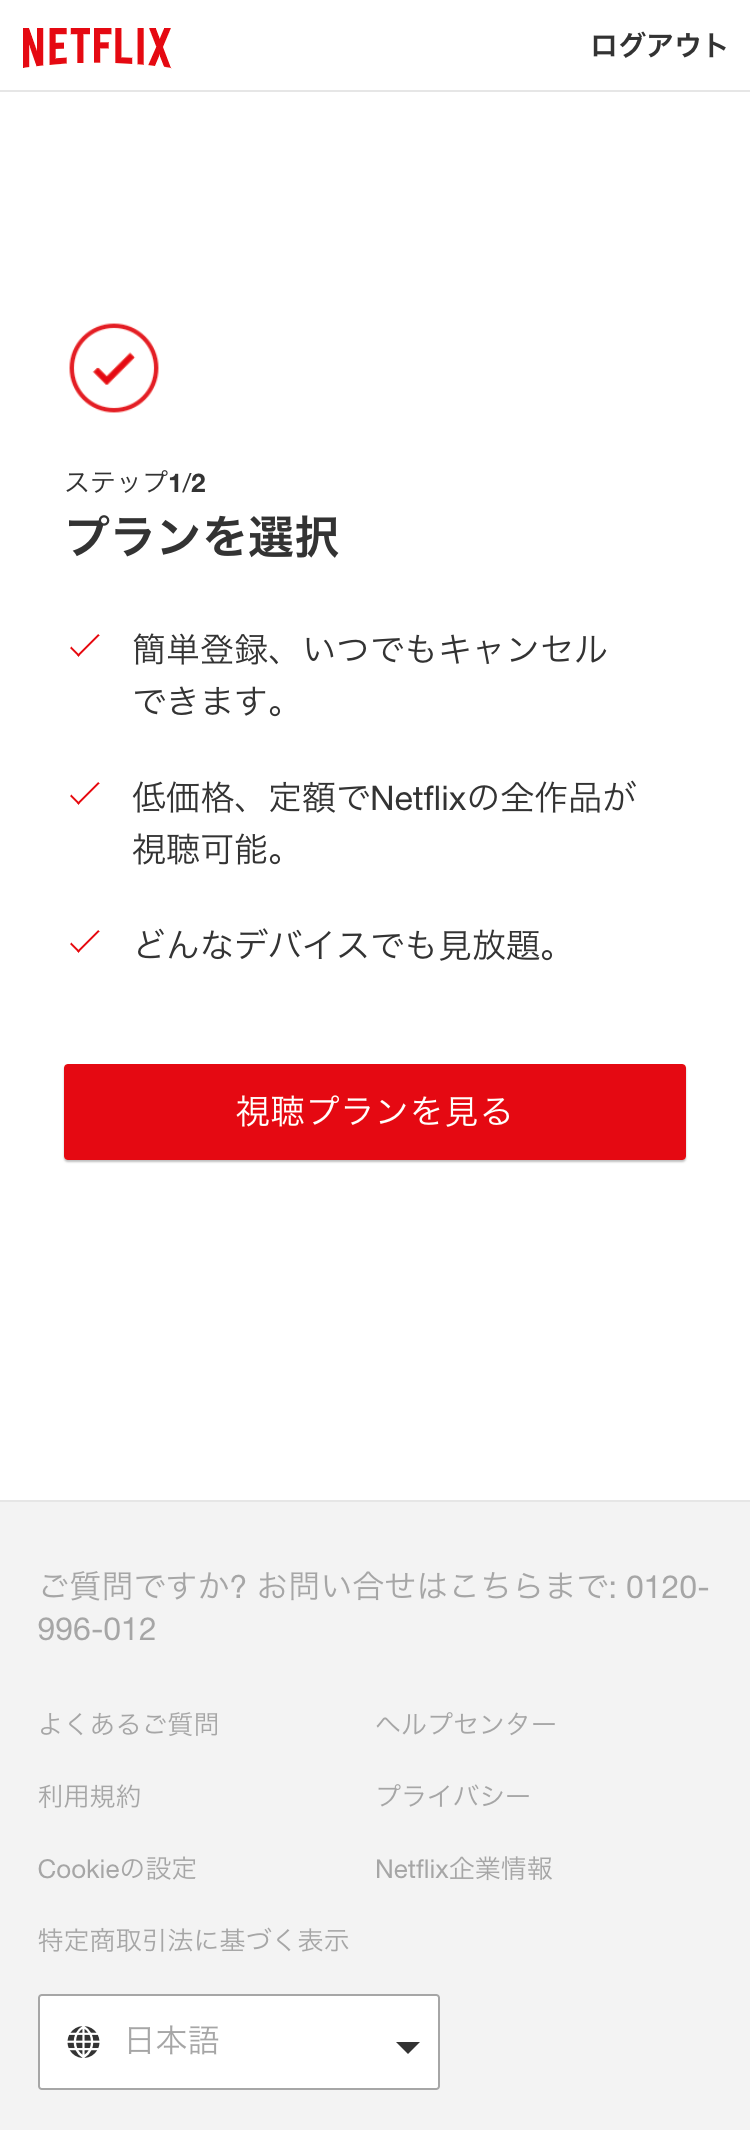 NETFLIX
ログアウト
ステップ1/2
プランを選択
簡単登録、いつでもキャンセル
できます。
低価格、定額でNetflixの全作品が
視聴可能。
どんなデバイスでも見放題。
視聴プランを見る
ご質問ですか? お問い合せはこちらまで: 0120-
996-012
よくあるご質問
ヘルプセンター
利用規約
プライバシー
Cookieの設定
Netflix企業情報
特定商取引法に基づく表示
日本語